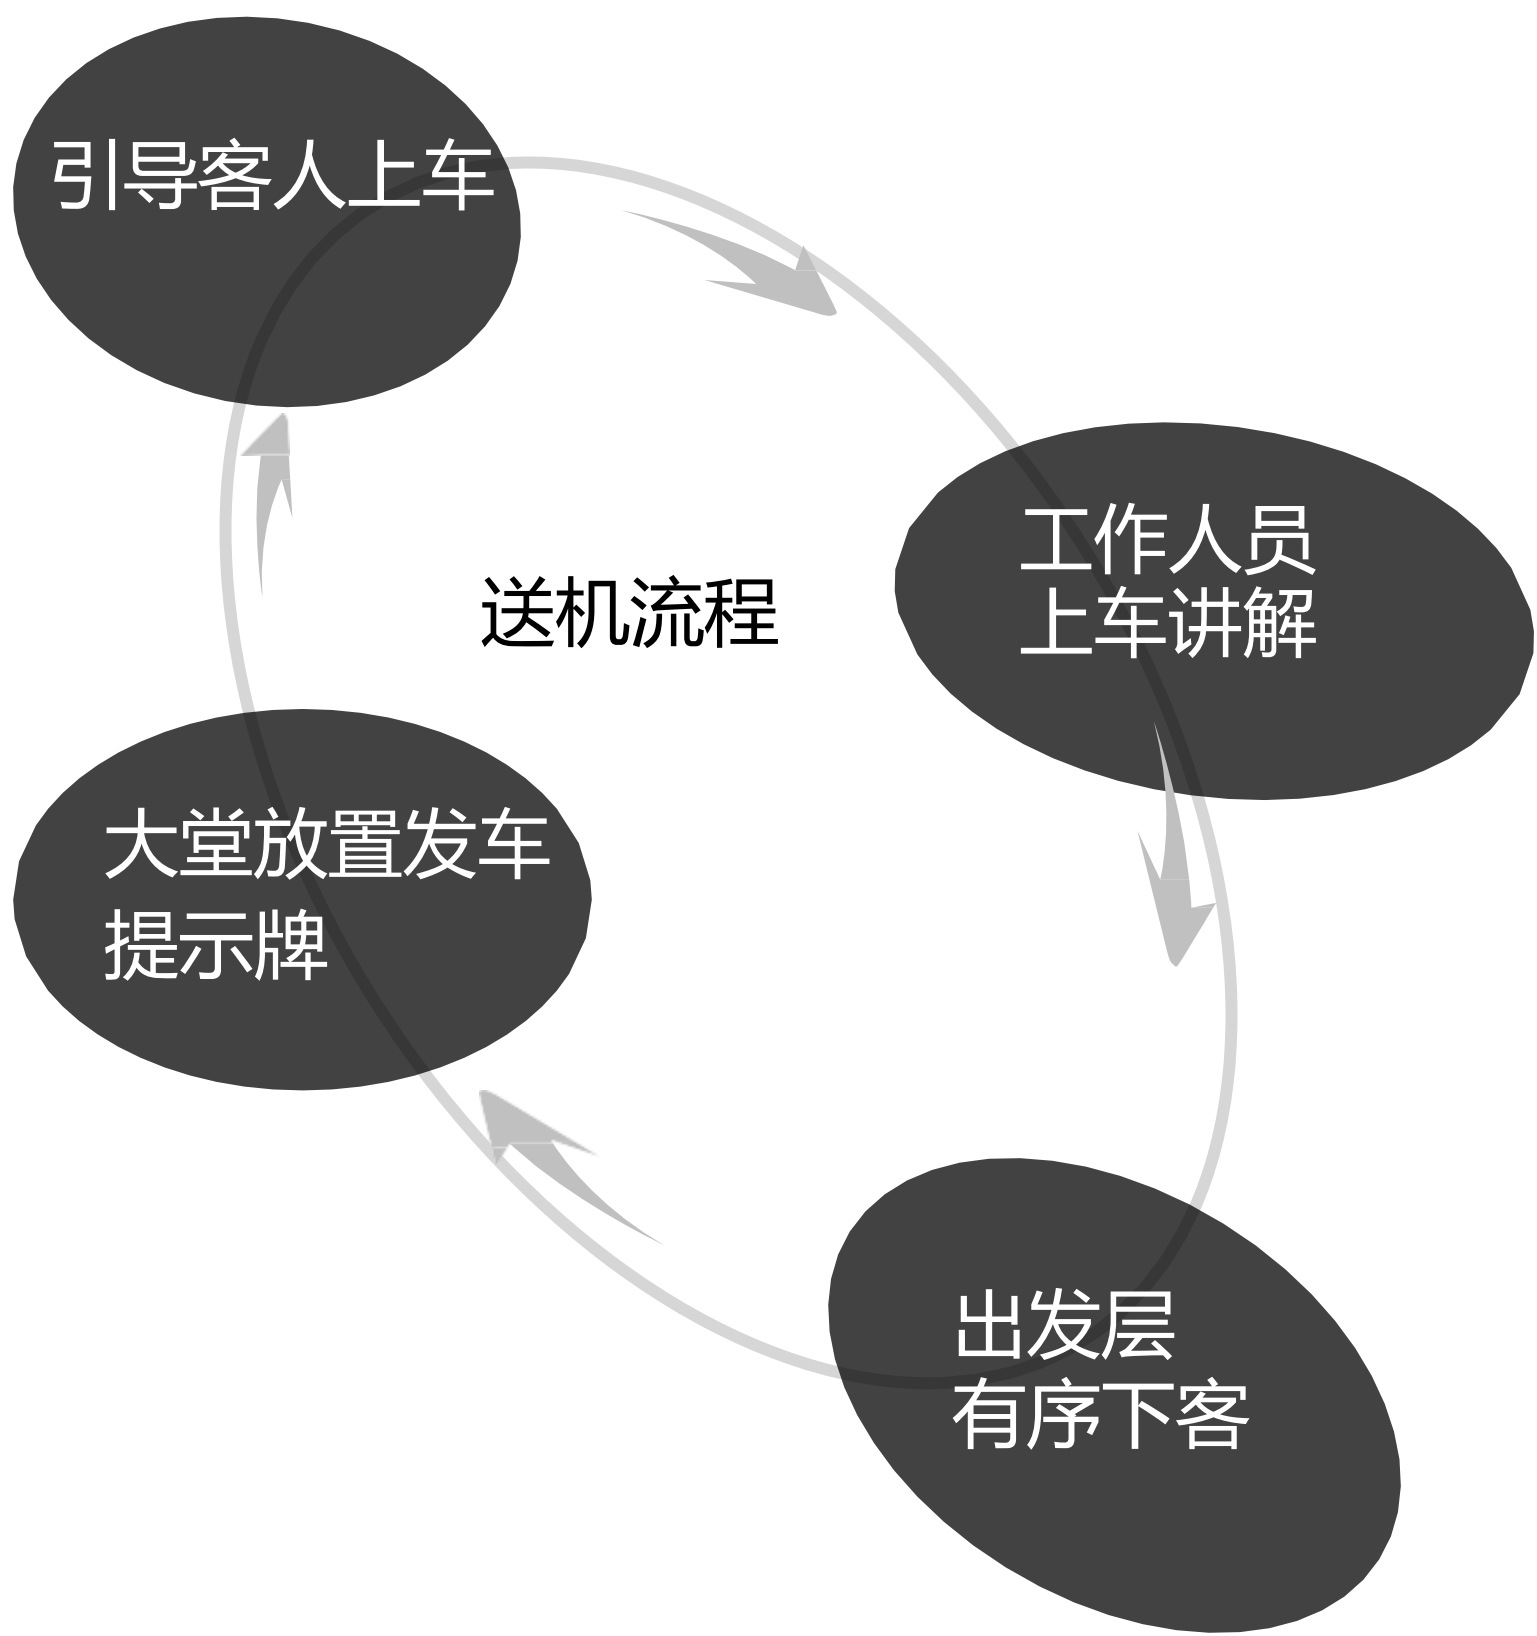 引导客人上车
工作人员
上车讲解
送机流程
大堂放置发车
提示牌
出发层
有序下客